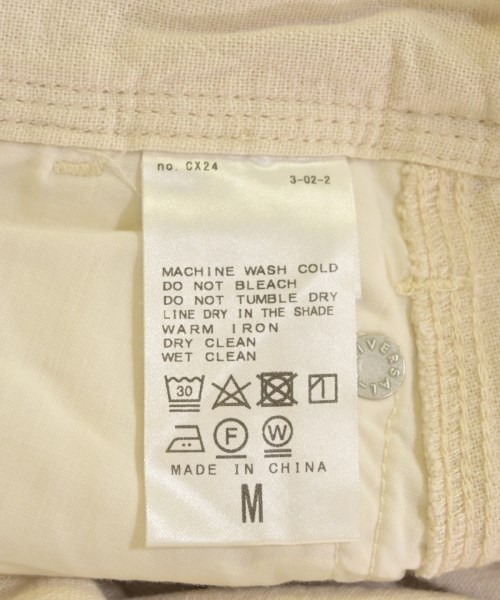 no. CX24
3-02-2
MACHINE WASH COLD
DO NOT BLEACH
DO NOT TUMBLE DRY
LINE DRY IN THE SHADE
WARM IRON
DRY CLEAN
WET CLEAN
30
F W
MADE IN CHINA
M
IVERSAL